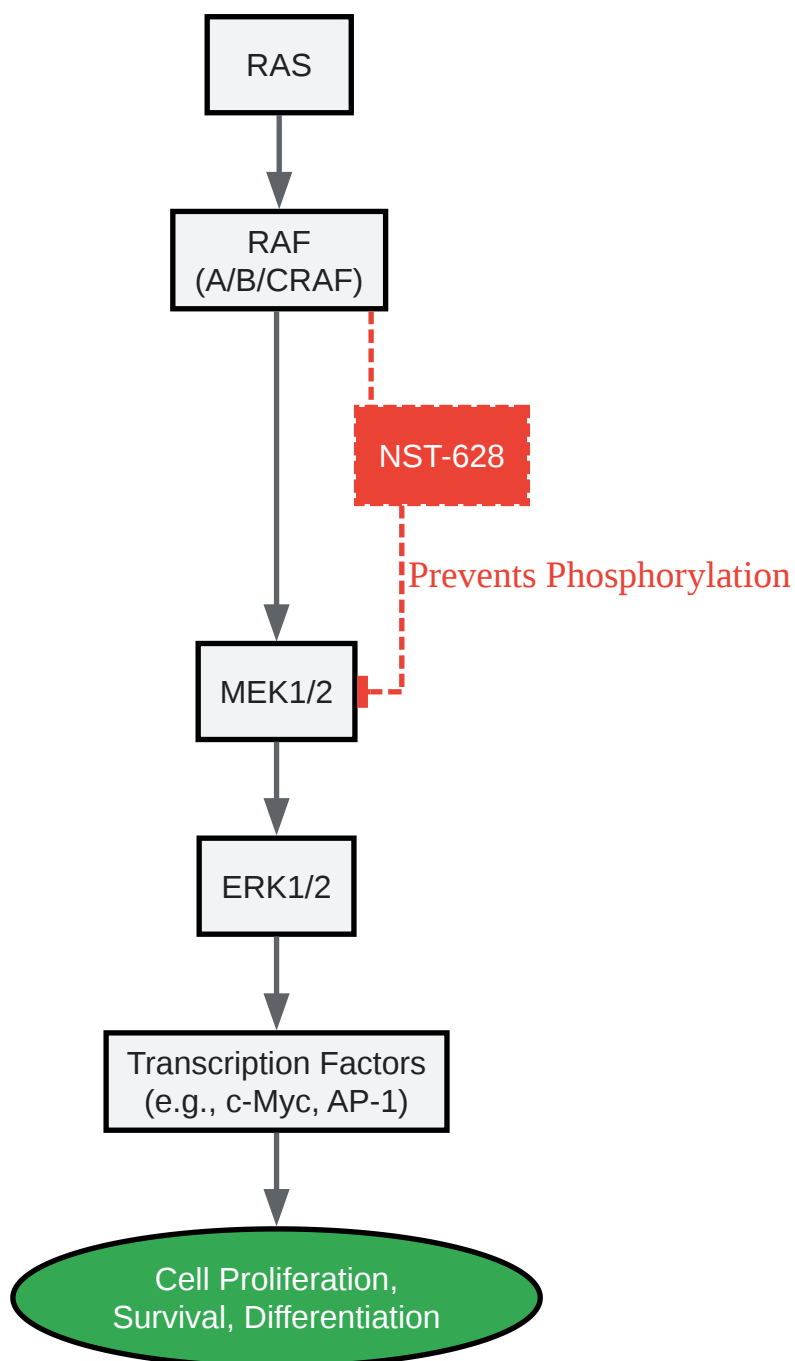 RAS
RAF
(A/B/CRAF)
NST-628
Prevents Phosphorylation
MEK1/2
ERK1/2
Transcription Factors
(e.g., c-Myc, AP-1)
Cell Proliferation,
Survival, Differentiation